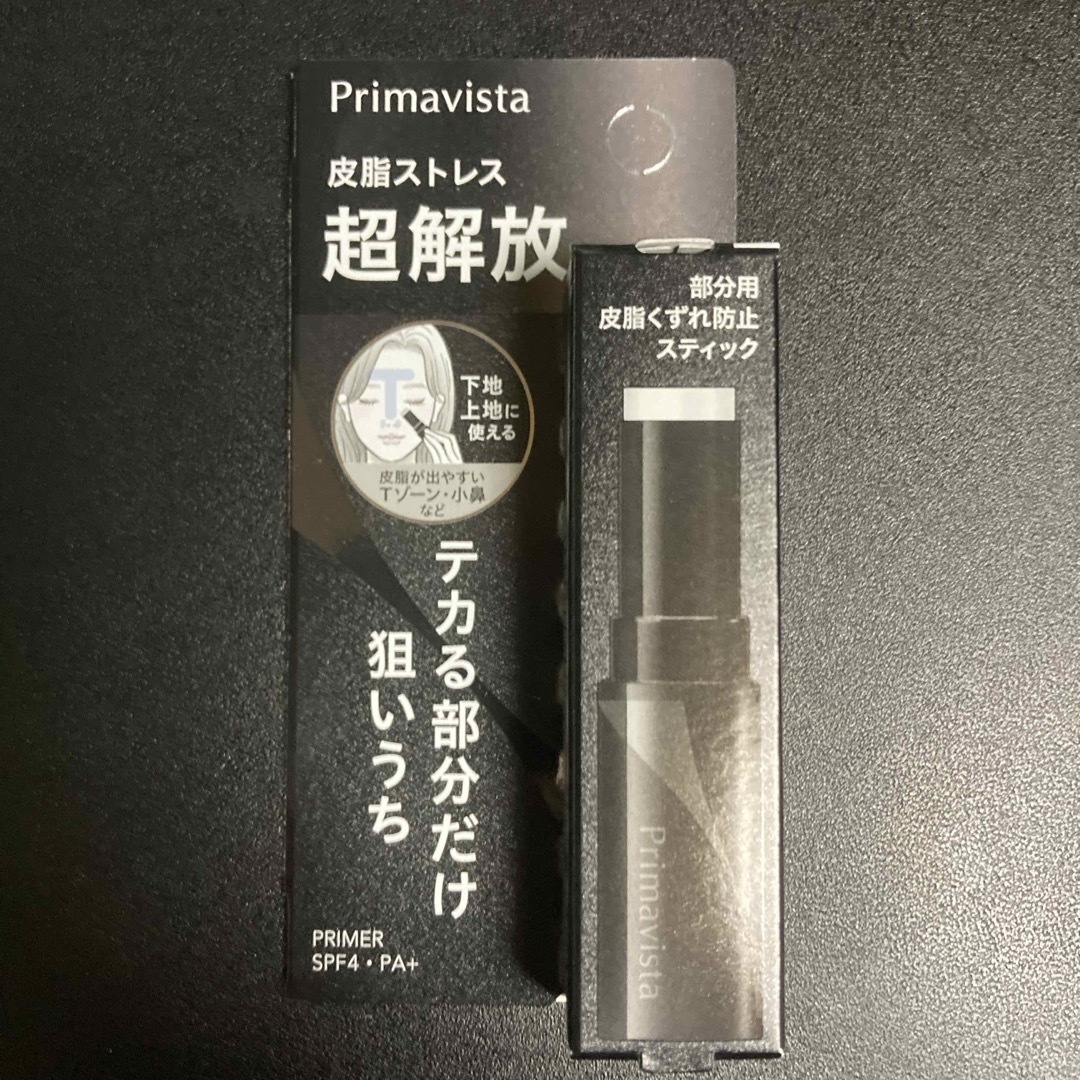 Primavista
皮脂ストレス
超解放
下地
上地に
使える
皮脂が出やすい
Tゾーン・小鼻
など
テカる部分だけ
狙いうち
PRIMER
SPF4・PA+
部分用
皮脂くずれ防止
スティック
Primavista